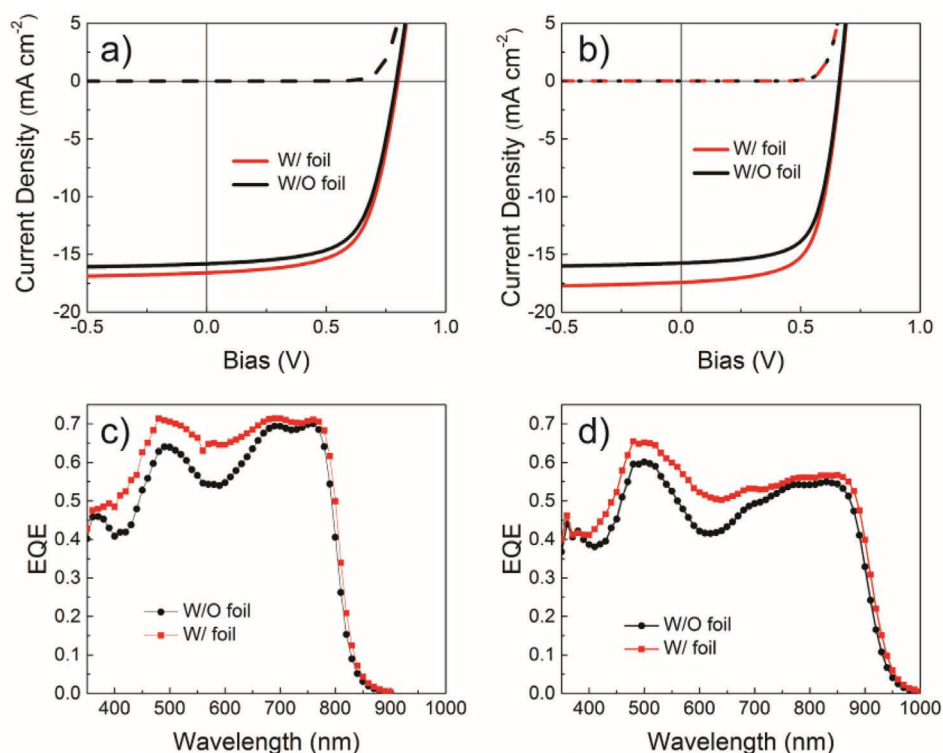 a)
Current Density (mA cm⁻²)
5
0
-5
-10
-15
-20
W/ foil
W/O foil
-0.5 0.0 0.5 1.0
Bias (V)
b)
Current Density (mA cm⁻²)
5
0
-5
-10
-15
-20
W/ foil
W/O foil
-0.5 0.0 0.5 1.0
Bias (V)
c)
EQE
0.7
0.6
0.5
0.4
0.3
0.2
0.1
0.0
W/O foil
W/ foil
400 500 600 700 800 900 1000
Wavelength (nm)
d)
EQE
0.7
0.6
0.5
0.4
0.3
0.2
0.1
0.0
W/O foil
W/ foil
400 500 600 700 800 900 1000
Wavelength (nm)